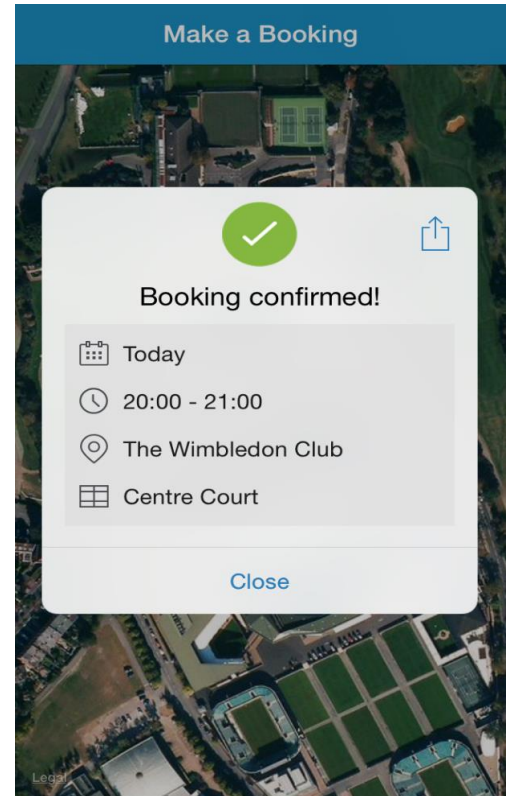 Make a Booking
Booking confirmed!
Today
20:00 - 21:00
The Wimbledon Club
Centre Court
Close
Legal